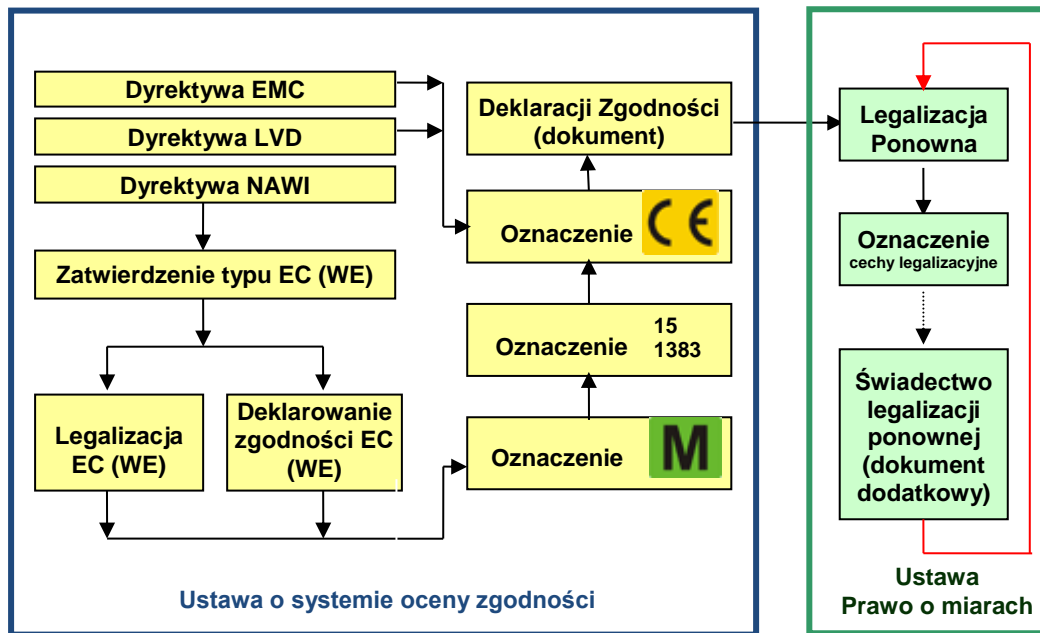 Dyrektywa EMC
Dyrektywa LVD
Dyrektywa NAWI
Zatwierdzenie typu EC (WE)
Legalizacja
EC (WE)
Deklarowanie
zgodności EC
(WE)
Deklaracji Zgodności
(dokument)
Oznaczenie CE
Oznaczenie 15
1383
Oznaczenie M
Ustawa o systemie oceny zgodności
Legalizacja
Ponowna
Oznaczenie
cechy legalizacyjne
Świadectwo
legalizacji
ponownej
(dokument
dodatkowy)
Ustawa
Prawo o miarach